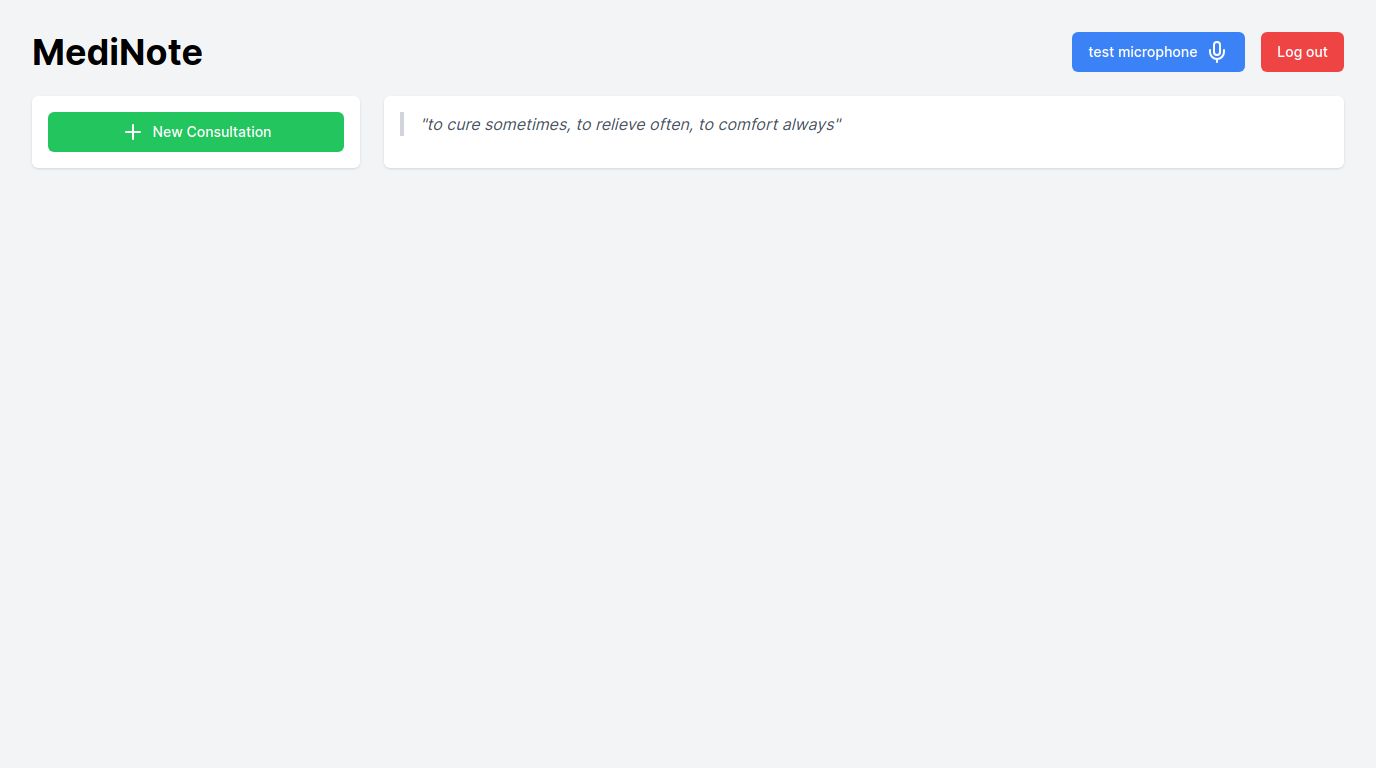 MediNote
test microphone
Log out
New Consultation
"to cure sometimes, to relieve often, to comfort always"